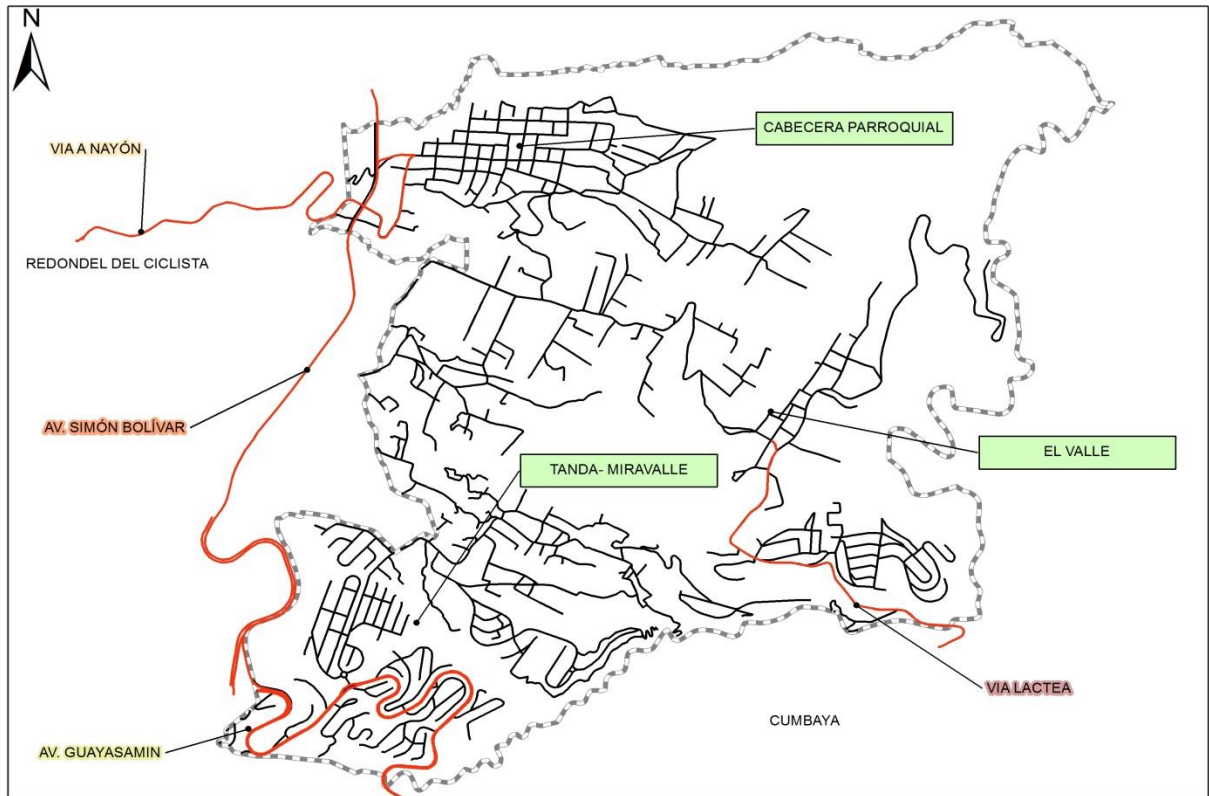 N
CABECERA PARROQUIAL
VIA A NAYÓN
REDONDEL DEL CICLISTA
AV. SIMÓN BOLÍVAR
EL VALLE
TANDA- MIRAVALLE
VIA LACTEA
CUMBAYA
AV. GUAYASAMIN